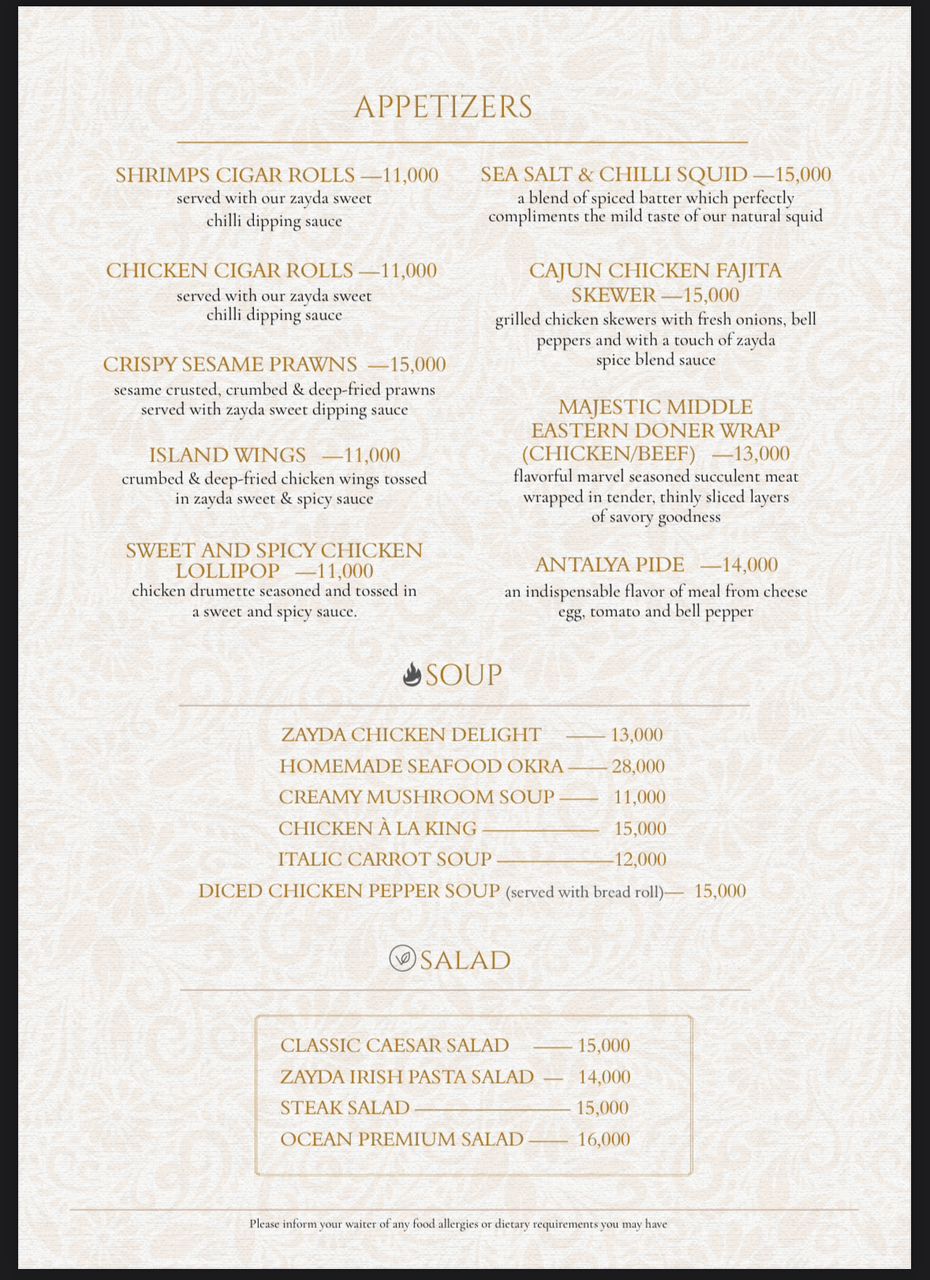 APPETIZERS
SHRIMPS CIGAR ROLLS —11,000
served with our zayda sweet
chilli dipping sauce
CHICKEN CIGAR ROLLS —11,000
served with our zayda sweet
chilli dipping sauce
CRISPY SESAME PRAWNS —15,000
sesame crusted, crumbed & deep-fried prawns
served with zayda sweet dipping sauce
ISLAND WINGS —11,000
crumbed & deep-fried chicken wings tossed
in zayda sweet & spicy sauce
SWEET AND SPICY CHICKEN
LOLLIPOP —11,000
chicken drumette seasoned and tossed in
a sweet and spicy sauce.
SEA SALT & CHILLI SQUID —15,000
a blend of spiced batter which perfectly
compliments the mild taste of our natural squid
CAJUN CHICKEN FAJITA
SKEWER —15,000
grilled chicken skewers with fresh onions, bell
peppers and with a touch of zayda
spice blend sauce
MAJESTIC MIDDLE
EASTERN DONER WRAP
(CHICKEN/BEEF) —13,000
flavorful marvel seasoned succulent meat
wrapped in tender, thinly sliced layers
of savory goodness
ANTALYA PIDE —14,000
an indispensable flavor of meal from cheese
egg, tomato and bell pepper
SOUP
ZAYDA CHICKEN DELIGHT —— 13,000
HOMEMADE SEAFOOD OKRA —— 28,000
CREAMY MUSHROOM SOUP —— 11,000
CHICKEN À LA KING —————— 15,000
ITALIC CARROT SOUP ——————12,000
DICED CHICKEN PEPPER SOUP (served with bread roll)— 15,000
SALAD
CLASSIC CAESAR SALAD —— 15,000
ZAYDA IRISH PASTA SALAD — 14,000
STEAK SALAD ———————— 15,000
OCEAN PREMIUM SALAD —— 16,000
Please inform your waiter of any food allergies or dietary requirements you may have